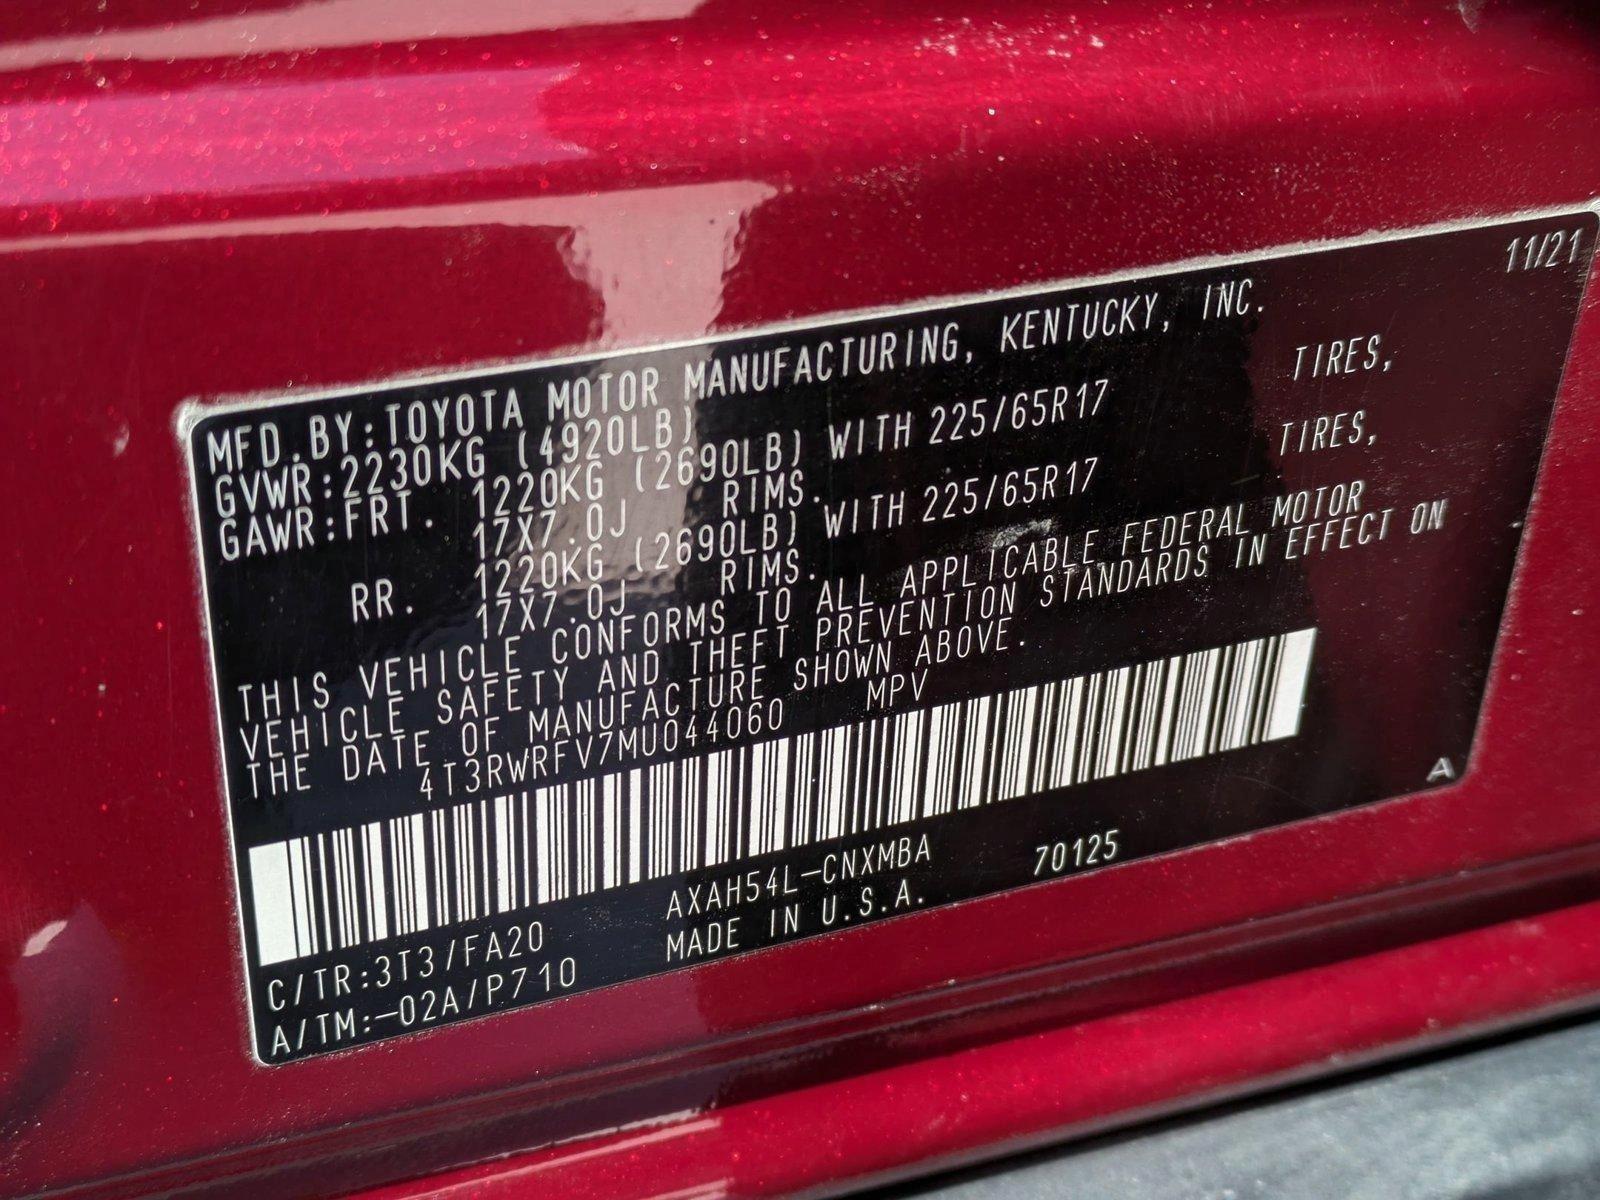 11/21
MFD.BY:TOYOTA MOTOR MANUFACTURING, KENTUCKY, INC.
GVWR:2230KG (4920LB)
GAWR:FRT. 1220KG (2690LB) WITH 225/65R17 TIRES,
17X7.0J RIMS.
RR. 1220KG (2690LB) WITH 225/65R17 TIRES,
17X7.0J RIMS.
THIS VEHICLE CONFORMS TO ALL APPLICABLE FEDERAL MOTOR
VEHICLE SAFETY AND THEFT PREVENTION STANDARDS IN EFFECT ON
THE DATE OF MANUFACTURE SHOWN ABOVE.
4T3RWRFV7MU044060 MPV
A
C/TR:3T3/FA20 AXAH54L-CNXMBA 70125
A/TM:-02A/P710 MADE IN U.S.A.